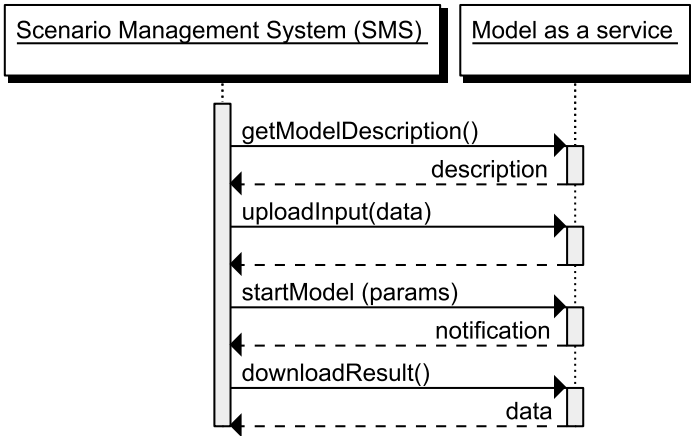 Scenario Management System (SMS)
Model as a service
getModelDescription()
description
uploadInput(data)
startModel (params)
notification
downloadResult()
data